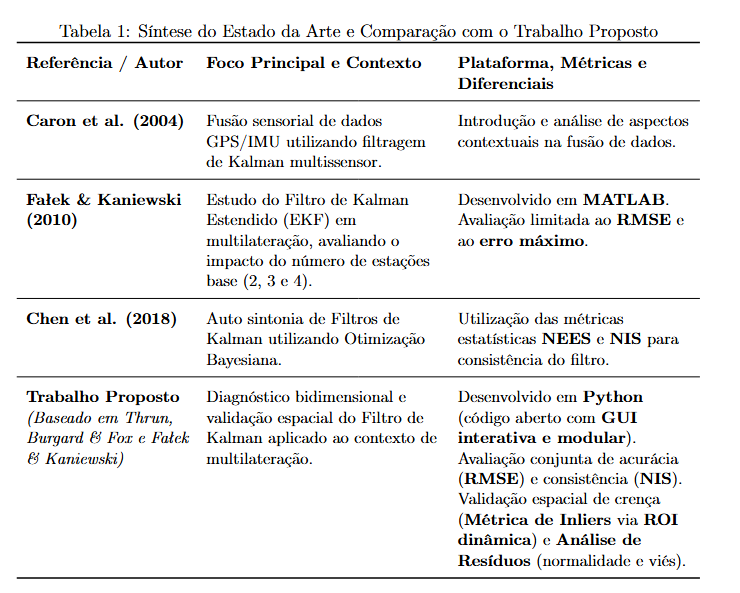 Tabela 1: Síntese do Estado da Arte e Comparação com o Trabalho Proposto
Referência / Autor
Foco Principal e Contexto
Plataforma, Métricas e
Diferenciais
Caron et al. (2004)
Fusão sensorial de dados
GPS/IMU utilizando filtragem
de Kalman multissensor.
Introdução e análise de aspectos
contextuais na fusão de dados.
Fałek & Kaniewski
(2010)
Estudo do Filtro de Kalman
Estendido (EKF) em
multilateração, avaliando o
impacto do número de estações
base (2, 3 e 4).
Desenvolvido em MATLAB.
Avaliação limitada ao RMSE e
ao erro máximo.
Chen et al. (2018)
Auto sintonia de Filtros de
Kalman utilizando Otimização
Bayesiana.
Utilização das métricas
estatísticas NEES e NIS para
consistência do filtro.
Trabalho Proposto
(Baseado em Thrun,
Burgard & Fox e Fałek
& Kaniewski)
Diagnóstico bidimensional e
validação espacial do Filtro de
Kalman aplicado ao contexto de
multilateração.
Desenvolvido em Python
(código aberto com GUI
interativa e modular).
Avaliação conjunta de acurácia
(RMSE) e consistência (NIS).
Validação espacial de crença
(Métrica de Inliers via ROI
dinâmica) e Análise de
Resíduos (normalidade e viés).